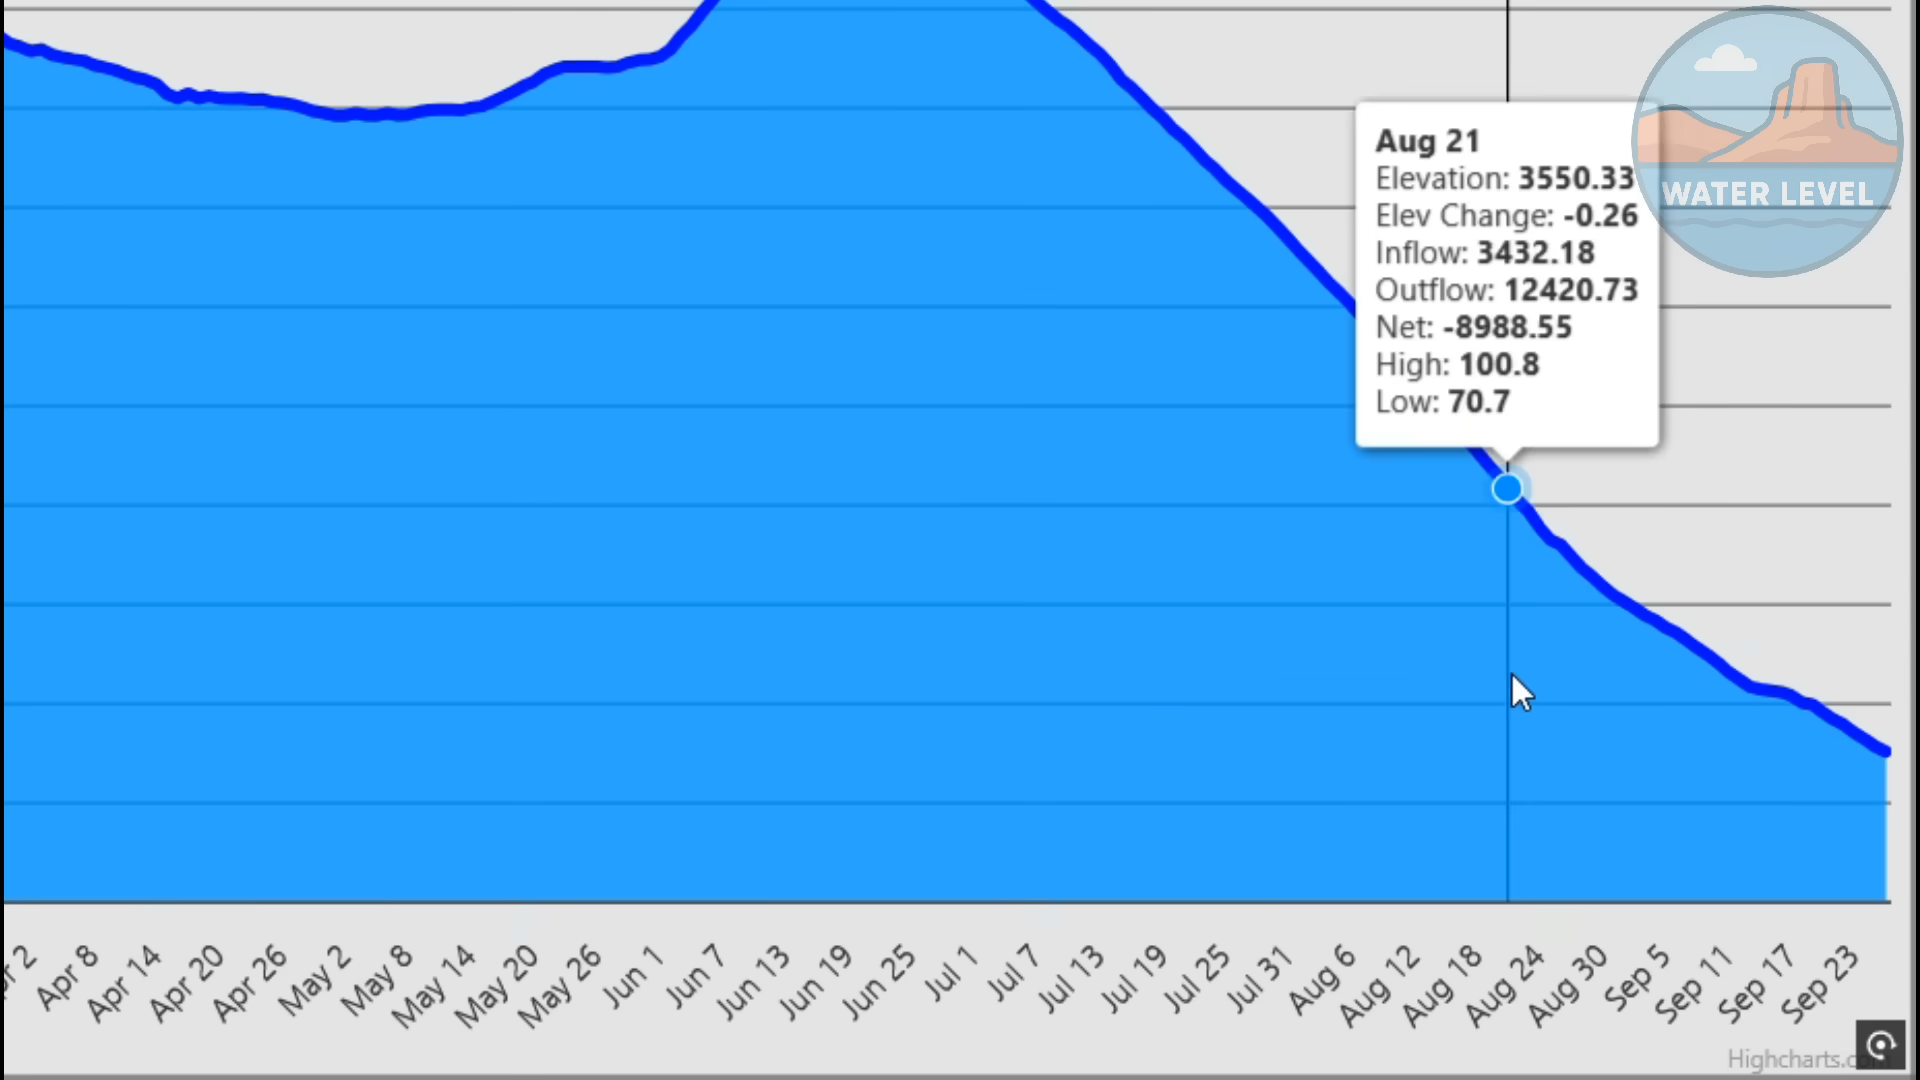 Aug 21
Elevation: 3550.33
Elev Change: -0.26
Inflow: 3432.18
Outflow: 12420.73
Net: -8988.55
High: 100.8
Low: 70.7
WATER LEVEL
Apr 8
Apr 14
Apr 20
Apr 26
May 2
May 8
May 14
May 20
May 26
Jun 1
Jun 7
Jun 13
Jun 19
Jun 25
Jul 1
Jul 7
Jul 13
Jul 19
Jul 25
Jul 31
Aug 6
Aug 12
Aug 18
Aug 24
Aug 30
Sep 5
Sep 11
Sep 17
Sep 23